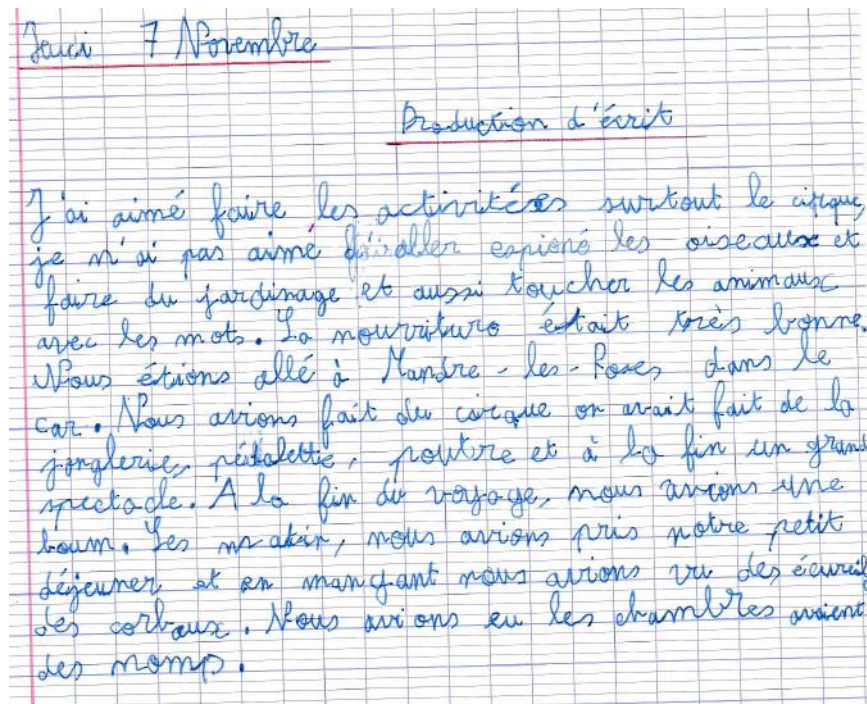 Jeudi 7 Novembre
Production d'écrit
J'ai aimé faire les activitées surtout le cirque,
je n'ai pas aimé aller espioné les oiseaux et
faire du jardinage et aussi toucher les animaux
avec les mots. La nourriture était très bonne.
Nous étions allé à Mandre-les-Roses dans le
car. Nous avions fait du cirque on avait fait de la
jonglerie, pédalette, poutre et à la fin un grand
spectacle. A la fin du voyage, nous avions une
boum. Les matin, nous avions pris notre petit
déjeuner et en mangant nous avions vu des écureil
des corbaux. Nous avions eu les chambres avaient
des nomp.